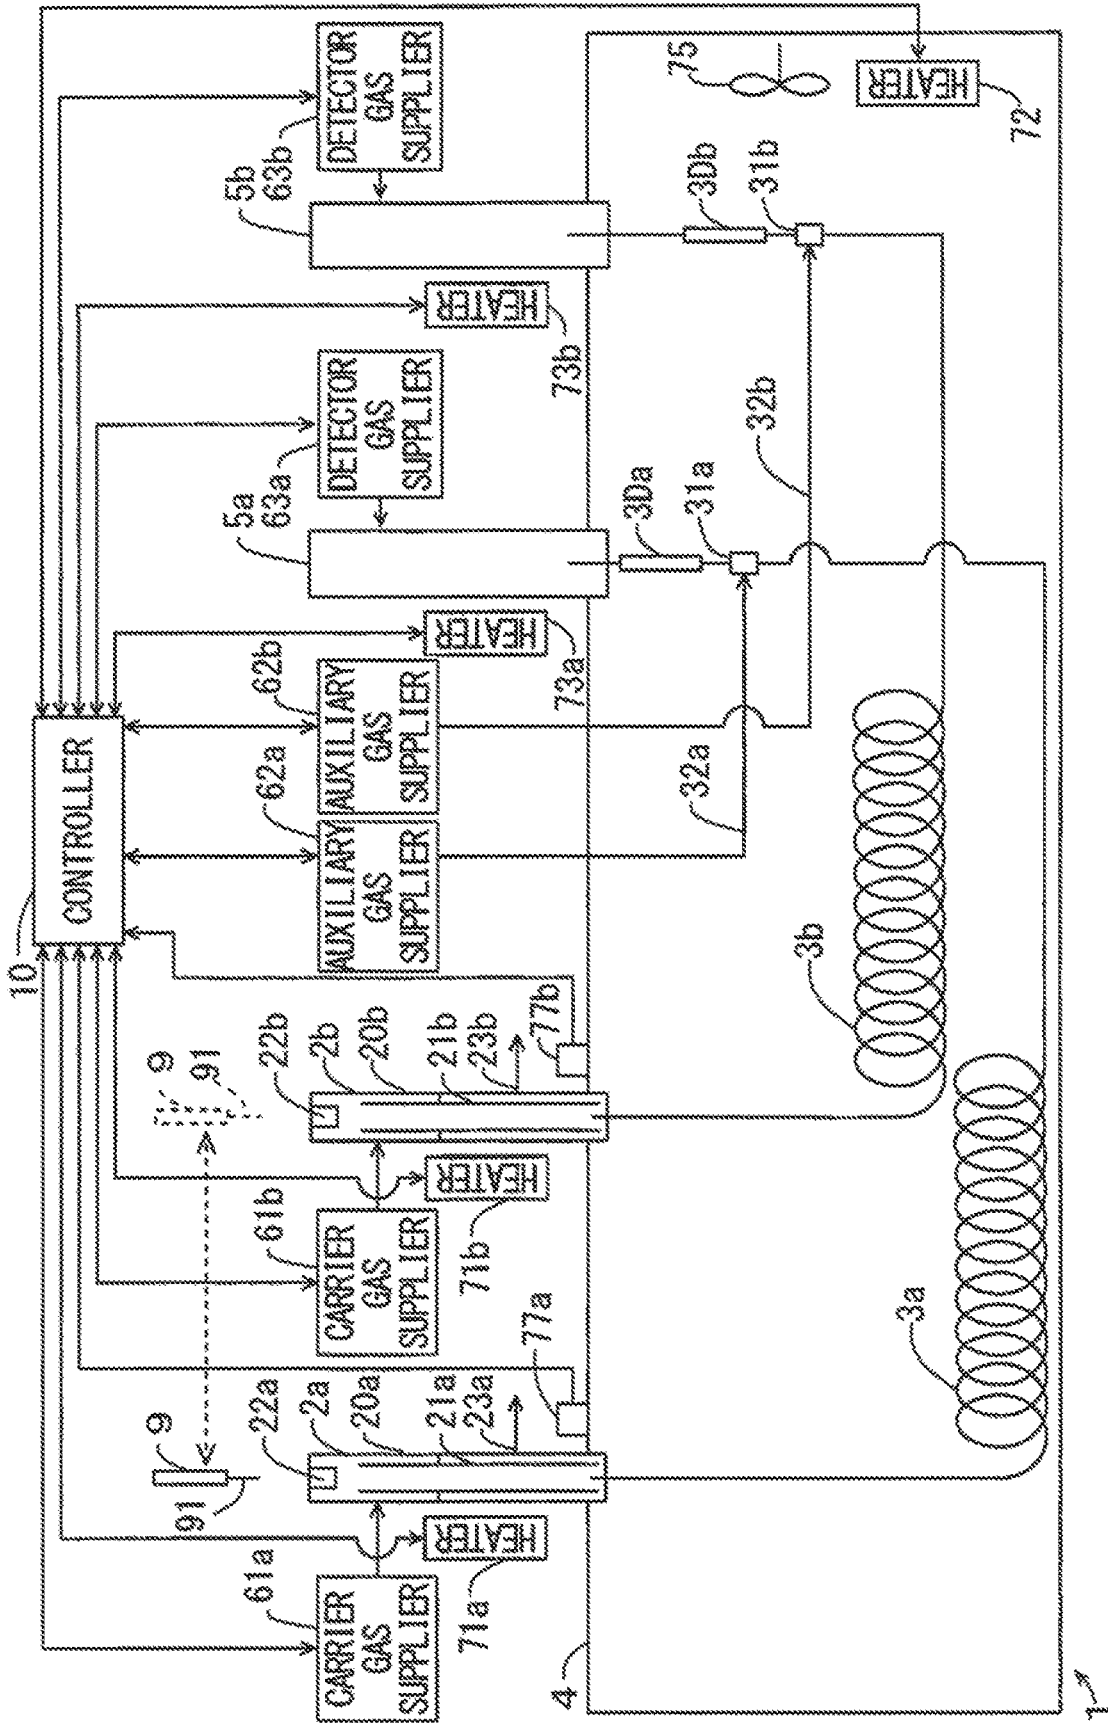 10
CONTROLLER
9
91
9
91
61a
CARRIER
GAS
SUPPLIER
71a
HEATER
22a
2a
20a
21a
23a
77a
61b
CARRIER
GAS
SUPPLIER
71b
HEATER
22b
2b
20b
21b
23b
77b
62a
AUXILIARY
GAS
SUPPLIER
62b
AUXILIARY
GAS
SUPPLIER
73a
HEATER
5a
63a
DETECTOR
GAS
SUPPLIER
73b
HEATER
5b
63b
DETECTOR
GAS
SUPPLIER
4
32a
3Da
31a
32b
3Db
31b
75
HEATER
72
3a
3b
1